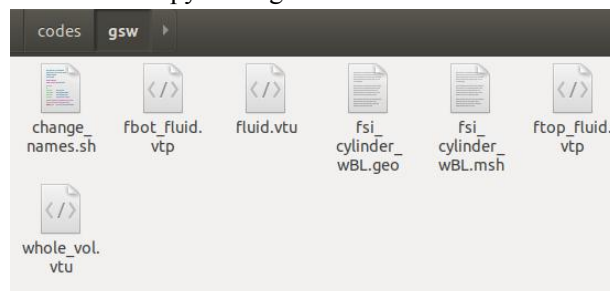 py
g
codes gsw
change_
names.sh
fbot_fluid.
vtp
fluid.vtu
fsi_
cylinder_
wBL.geo
fsi_
cylinder_
wBL.msh
ftop_fluid.
vtp
whole_vol.
vtu